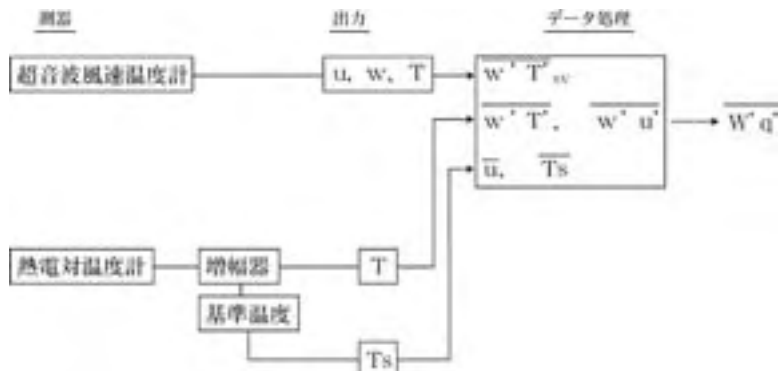 測器 出力 データ処理
超音波風速温度計 u, w, T w'T'sv
w'T', w'u' W'q'
u, Ts
熱電対温度計 増幅器 T
基準温度
Ts